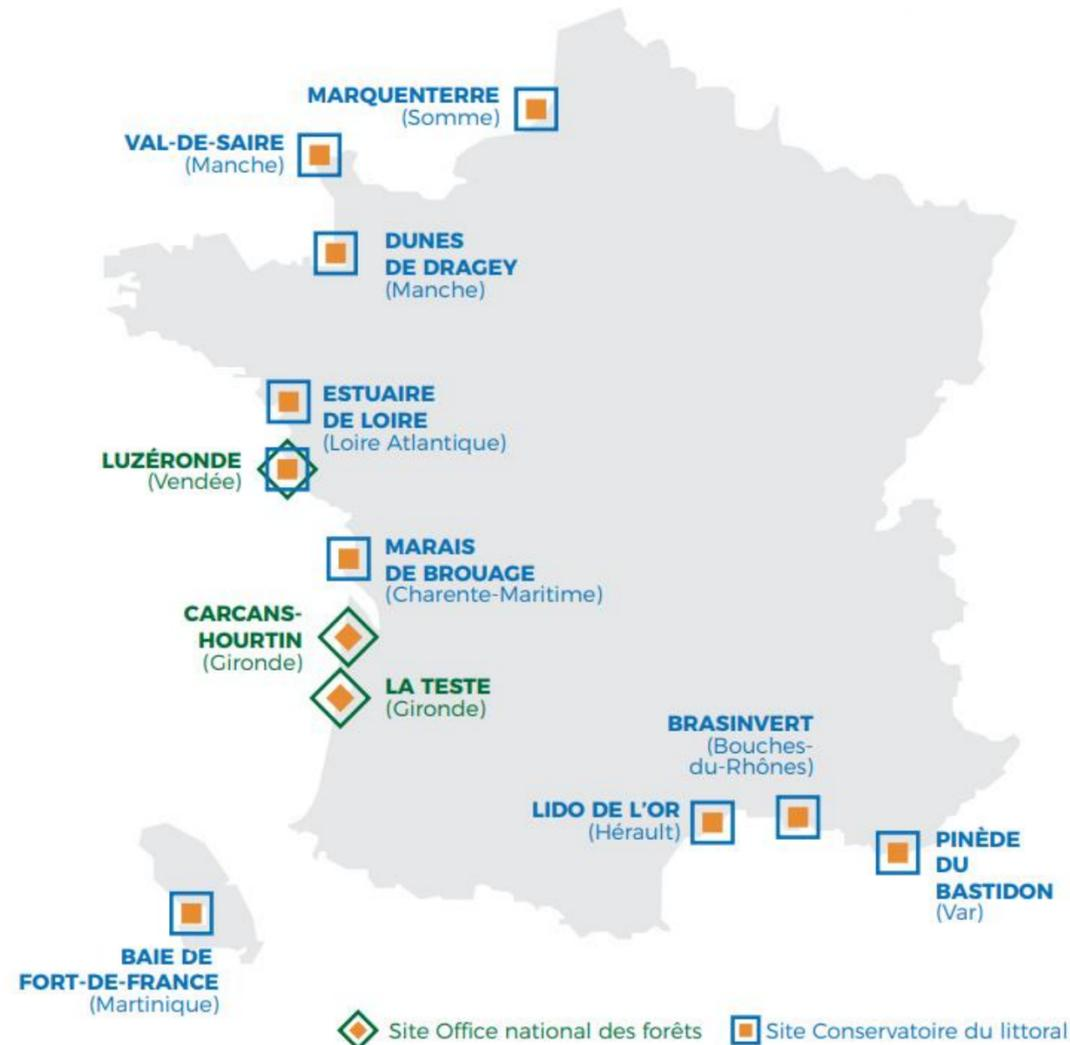 MARQUENTERRE
(Somme)
VAL-DE-SAIRE
(Manche)
DUNES
DE DRAGEY
(Manche)
ESTUAIRE
DE LOIRE
(Loire Atlantique)
LUZÉRONDE
(Vendée)
MARAIS
DE BROUAGE
(Charente-Maritime)
CARCANS-
HOURTIN
(Gironde)
LA TESTE
(Gironde)
BRASINVERT
(Bouches-
du-Rhônes)
LIDO DE L'OR
(Hérault)
PINÈDE
DU
BASTIDON
(Var)
BAIE DE
FORT-DE-FRANCE
(Martinique)
Site Office national des forêts
Site Conservatoire du littoral